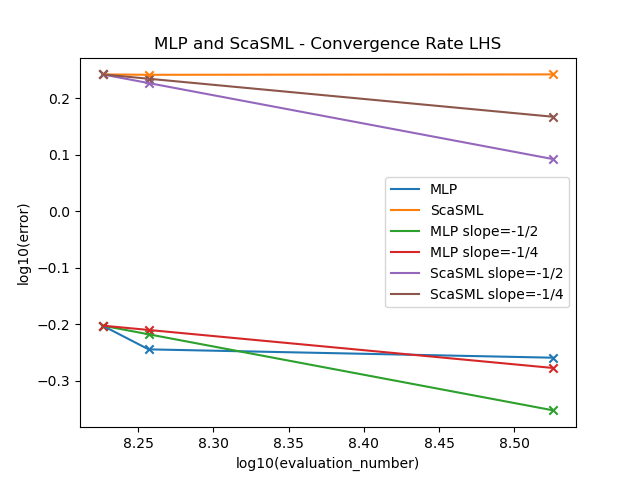 MLP and ScaSML - Convergence Rate LHS
log10(error)
0.2
0.1
0.0
−0.1
−0.2
−0.3
MLP
ScaSML
MLP slope=-1/2
MLP slope=-1/4
ScaSML slope=-1/2
ScaSML slope=-1/4
8.25 8.30 8.35 8.40 8.45 8.50
log10(evaluation_number)